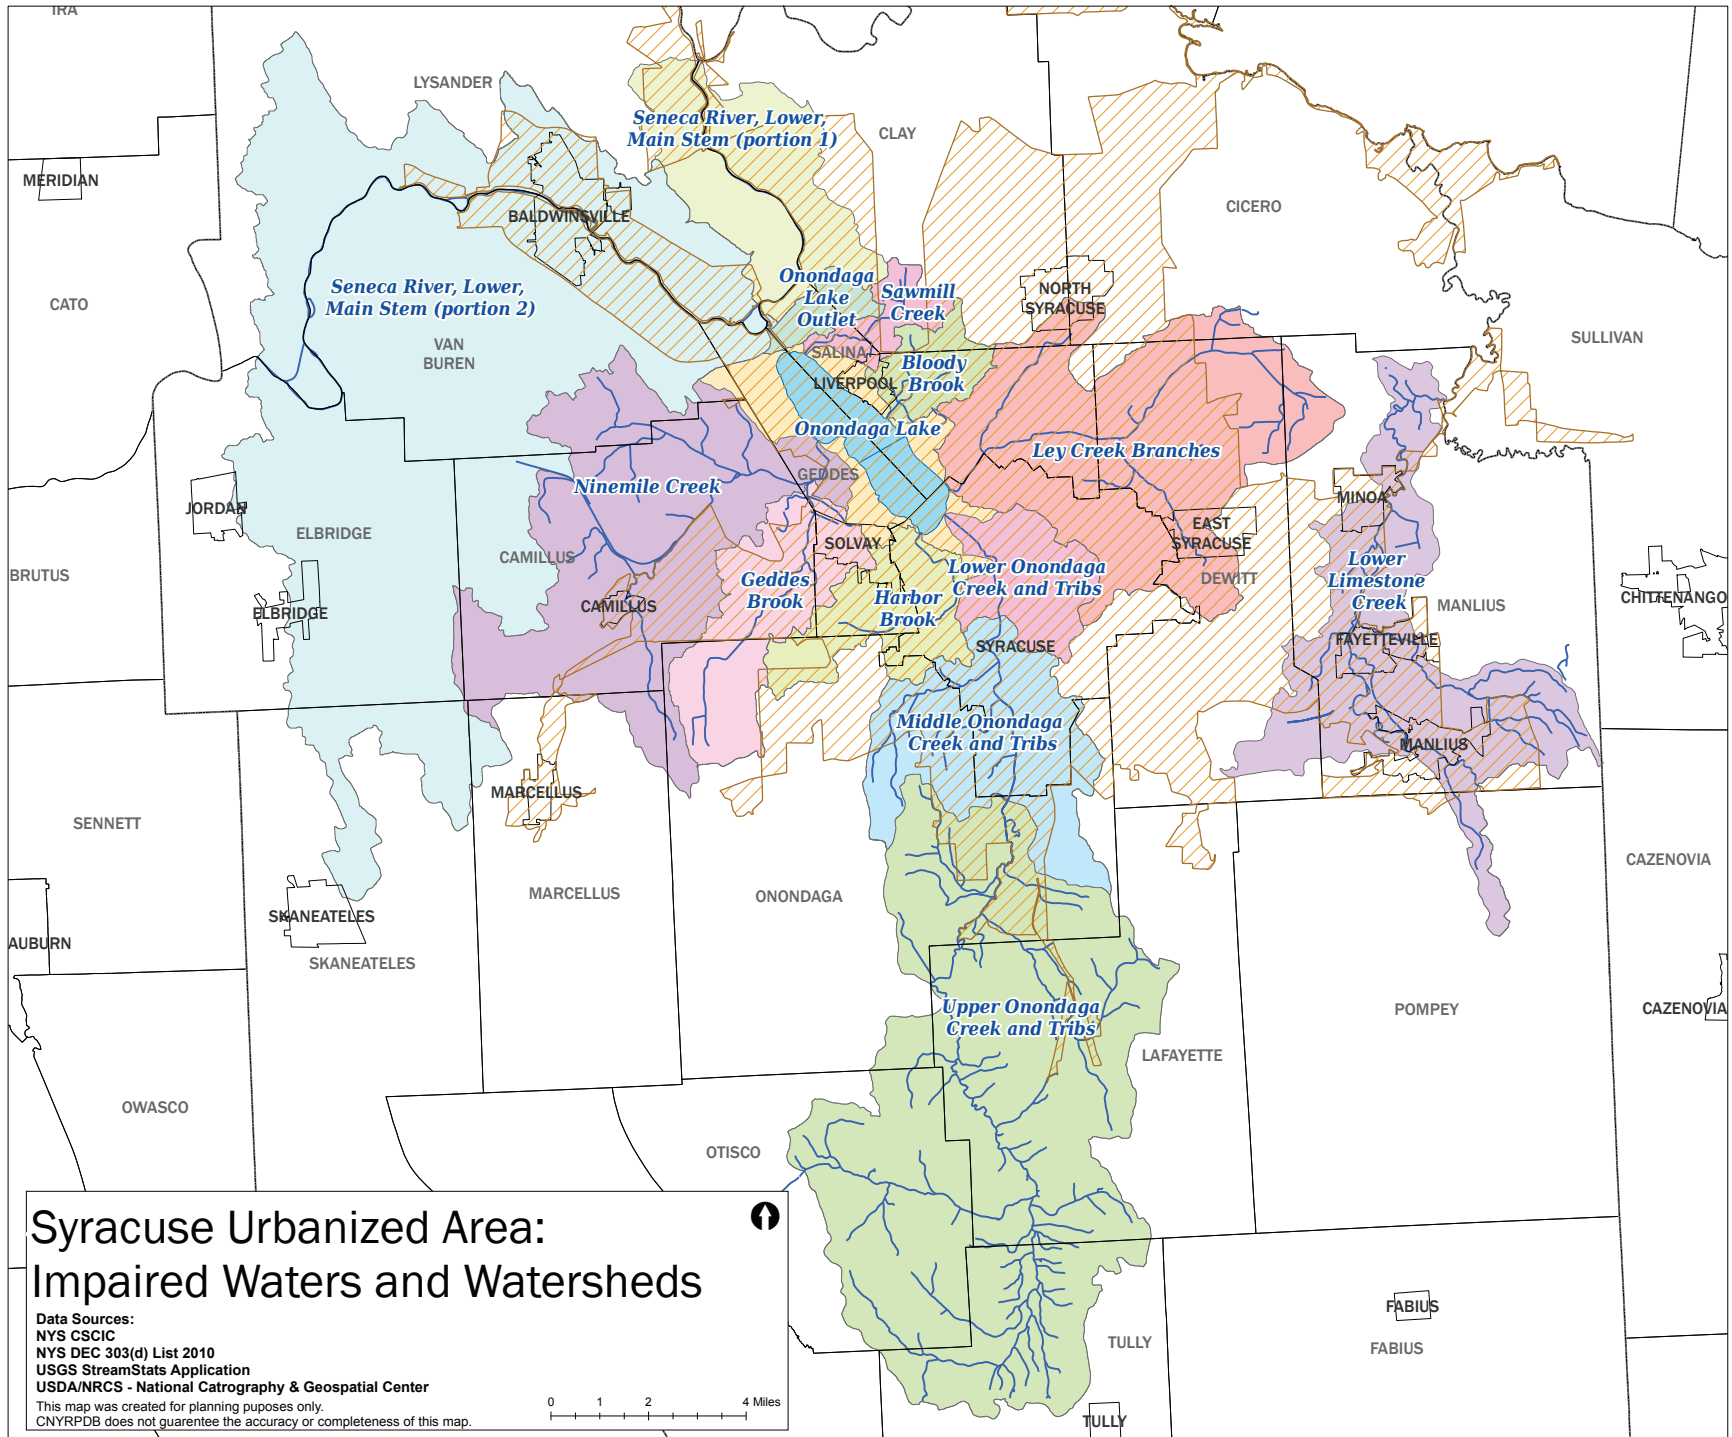 IRA
LYSANDER
Seneca River, Lower,
Main Stem (portion 1)
CLAY
MERIDIAN
CICERO
BALDWINSVILLE
CATO
Seneca River, Lower,
Main Stem (portion 2)
Onondaga
Lake
Outlet
Sawmill
Creek
NORTH
SYRACUSE
SULLIVAN
VAN
BUREN
SALINA
LIVERPOOL
Bloody
Brook
Onondaga Lake
Ley Creek Branches
GEDDES
Ninemile Creek
JORDAN
MINOA
ELBRIDGE
CAMILLUS
SOLVAY
EAST
SYRACUSE
DEWITT
BRUTUS
Geddes
Brook
Harbor
Brook
Lower Onondaga
Creek and Tribs
Lower
Limestone
Creek
MANLIUS
CHITTENANGO
ELBRIDGE
CAMILLUS
SYRACUSE
FAYETTEVILLE
Middle Onondaga
Creek and Tribs
MANLIUS
MARCELLUS
SENNETT
CAZENOVIA
MARCELLUS
ONONDAGA
SKANEATELES
AUBURN
SKANEATELES
Upper Onondaga
Creek and Tribs
POMPEY
CAZENOVIA
LAFAYETTE
OWASCO
OTISCO
Syracuse Urbanized Area:
Impaired Waters and Watersheds
Data Sources:
NYS CSCIC
NYS DEC 303(d) List 2010
USGS StreamStats Application
USDA/NRCS - National Catrography & Geospatial Center
This map was created for planning puposes only.
CNYRPDB does not guarentee the accuracy or completeness of this map.
0 1 2 4 Miles
FABIUS
TULLY
FABIUS
TULLY